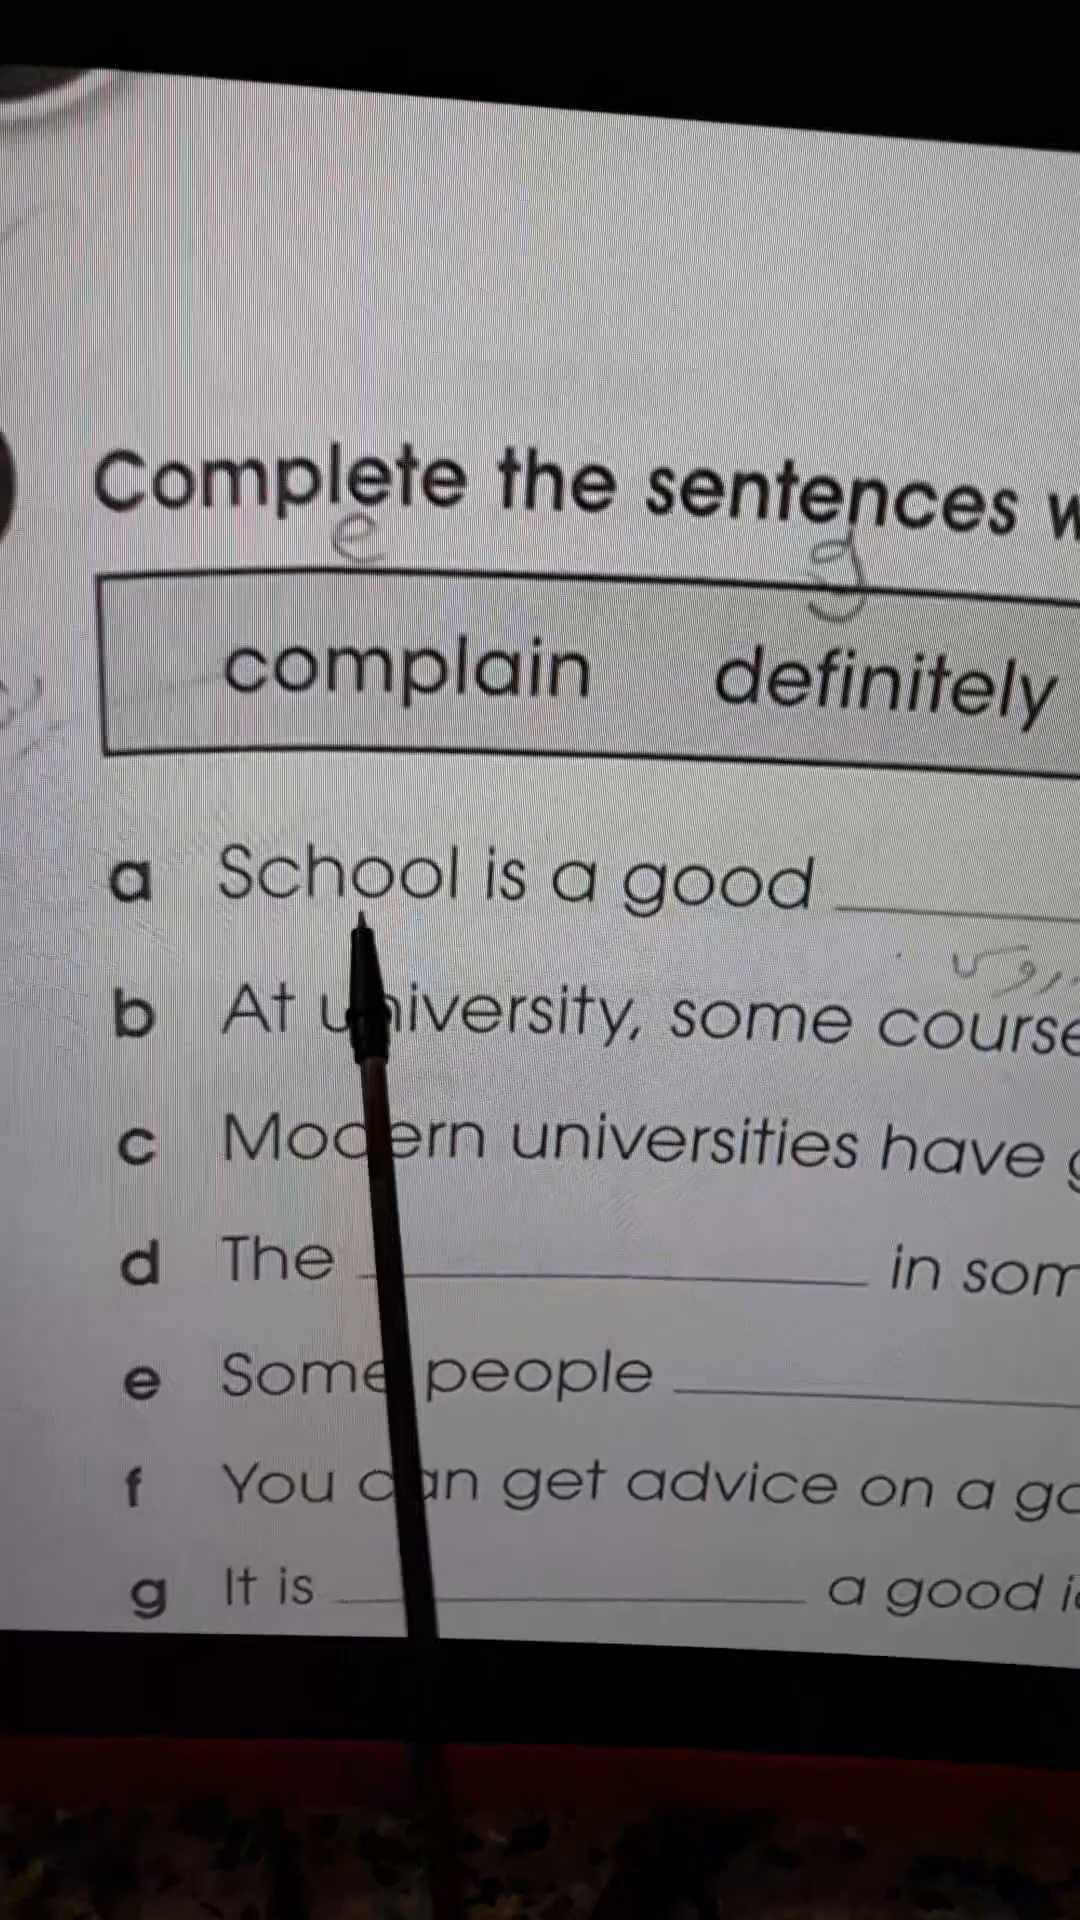 Complete the sentences
e g
complain definitely
a School is a good
b At university, some course
c Modern universities have
d The in som
e Some people
f You can get advice on a
g It is a good